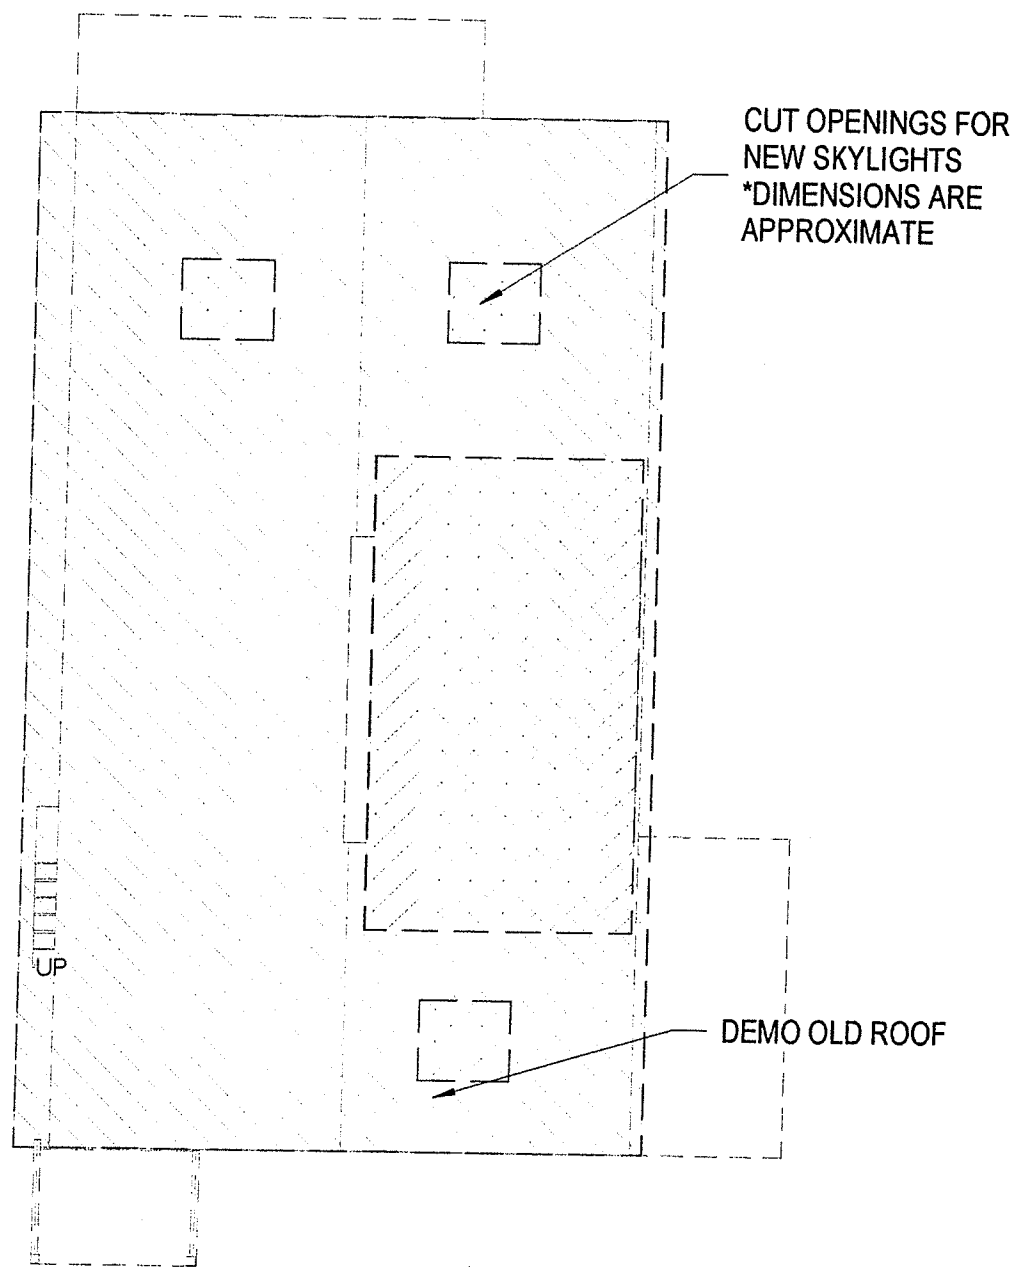 CUT OPENINGS FOR
NEW SKYLIGHTS
*DIMENSIONS ARE
APPROXIMATE
UP
DEMO OLD ROOF